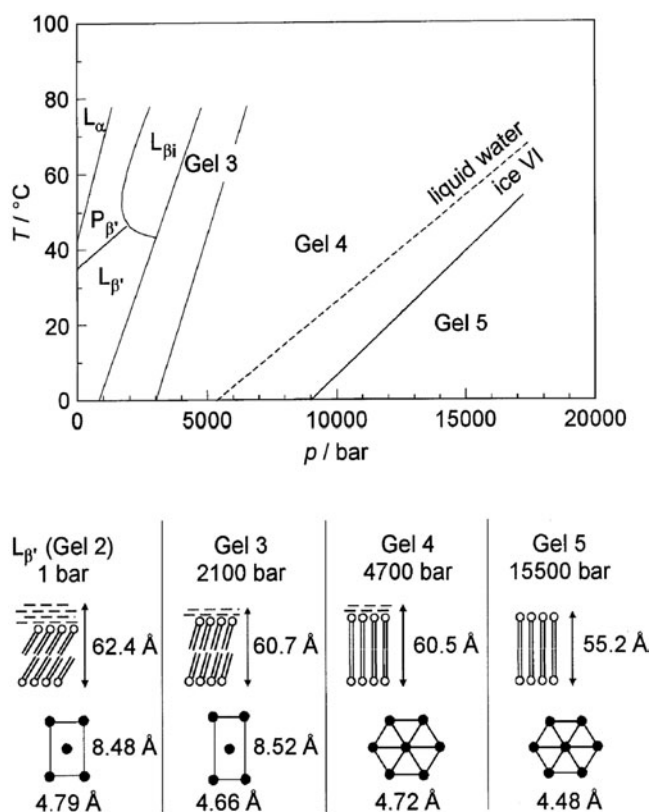 100
80
60
40
20
0
T / °C
Lα
Lβi
Gel 3
Pβ'
Lβ'
Gel 4
liquid water
ice VI
Gel 5
0 5000 10000 15000 20000
p / bar
Lβ' (Gel 2)
1 bar
62.4 Å
8.48 Å
4.79 Å
Gel 3
2100 bar
60.7 Å
8.52 Å
4.66 Å
Gel 4
4700 bar
60.5 Å
4.72 Å
Gel 5
15500 bar
55.2 Å
4.48 Å